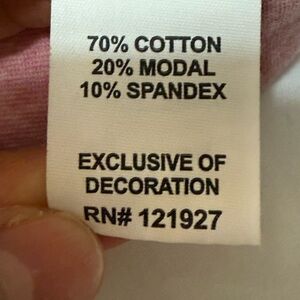 70% COTTON
20% MODAL
10% SPANDEX
EXCLUSIVE OF
DECORATION
RN# 121927